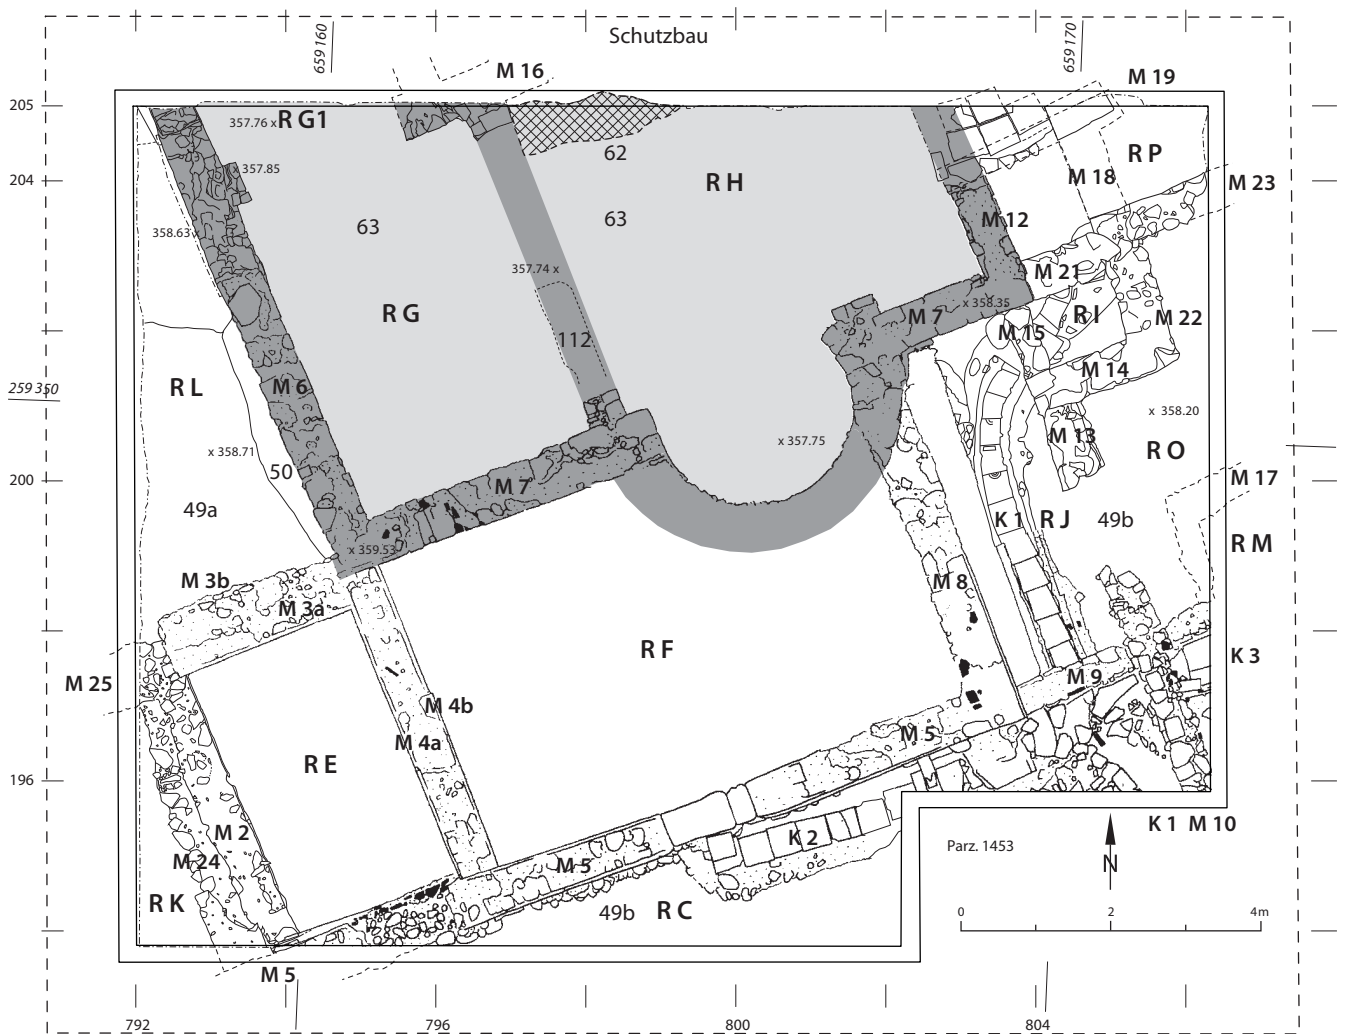 659160
Schutzbau
659170
M 16
M 19
205
357.76 x
R G1
62
R P
204
x 357.85
R H
M 18
M 23
358.63
63
63
M 12
357.74 x
M 21
R G
x 358.35
M 7
R I
M 15
M 22
112
259350
R L
M 6
M 14
x 358.20
x 358.71
x 357.75
M 13
R O
50
200
M 7
M 17
49a
K 1
R J
49b
x 359.53
R M
M 3b
M 8
M 3a
R F
K 3
M 25
M 9
M 4b
M 4a
M 5
R E
196
M 2
K 2
K 1
M 10
Parz. 1453
N
M 24
M 5
R K
49b
R C
0
2
4m
M 5
792
796
800
804